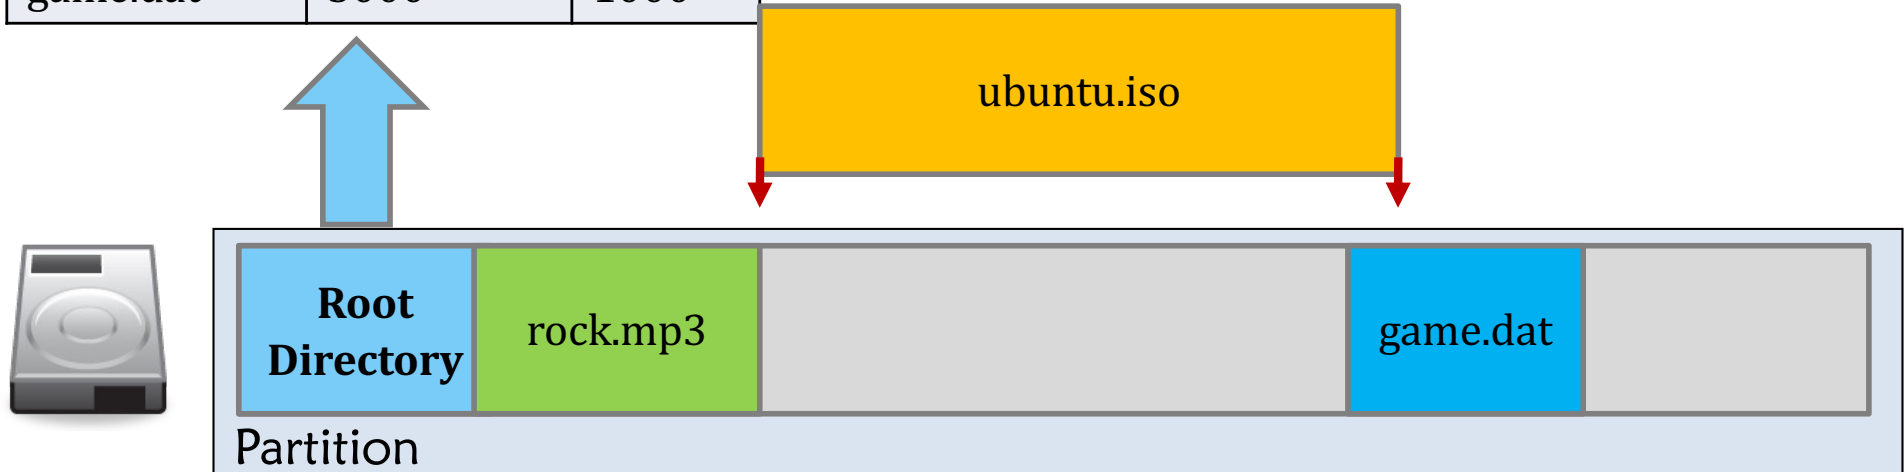 ubuntu.iso
Root
Directory
rock.mp3
game.dat
Partition